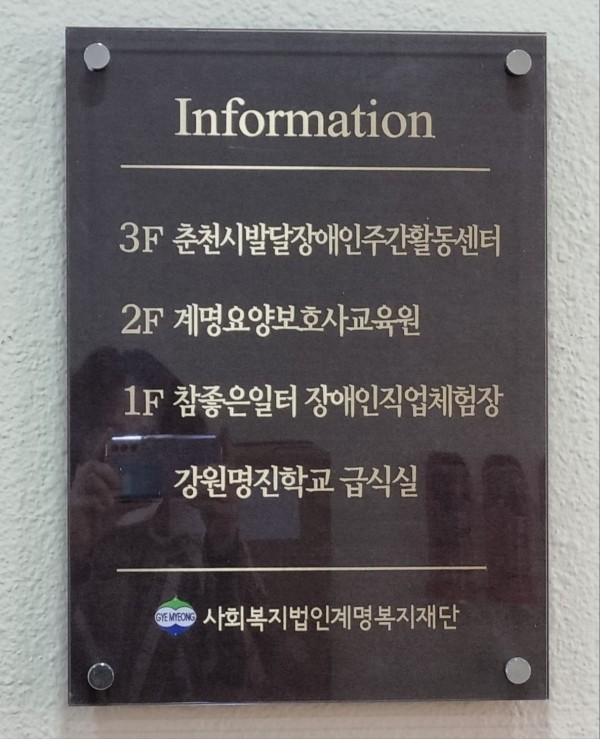 Information
3F 춘천시발달장애인주간활동센터
2F 계명요양보호사교육원
1F 참좋은일터 장애인직업체험장
강원명진학교 급식실
GYE MYEONG 사회복지법인계명복지재단